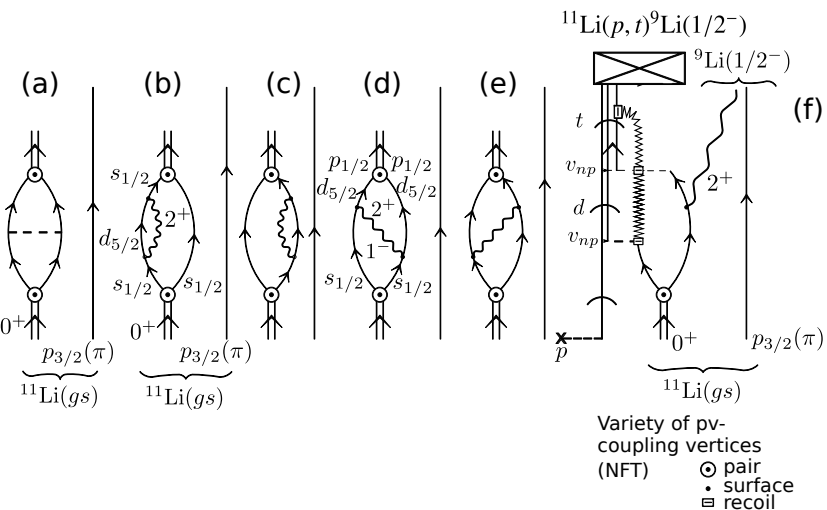 ¹¹Li(p, t)⁹Li(1/2⁻)
(a) (b) (c) (d) (e) (f)
⁹Li(1/2⁻)
t
s₁/₂ p₁/₂ p₁/₂ v_np
d₅/₂ d₅/₂
2⁺ 2⁺ 2⁺
d
d₅/₂ 1⁻ v_np
s₁/₂ s₁/₂ s₁/₂ s₁/₂
0⁺ 0⁺ 0⁺
p₃/₂(π) p₃/₂(π) p p₃/₂(π)
¹¹Li(gs) ¹¹Li(gs) ¹¹Li(gs)
Variety of pv-
coupling vertices
(NFT)
pair
surface
recoil